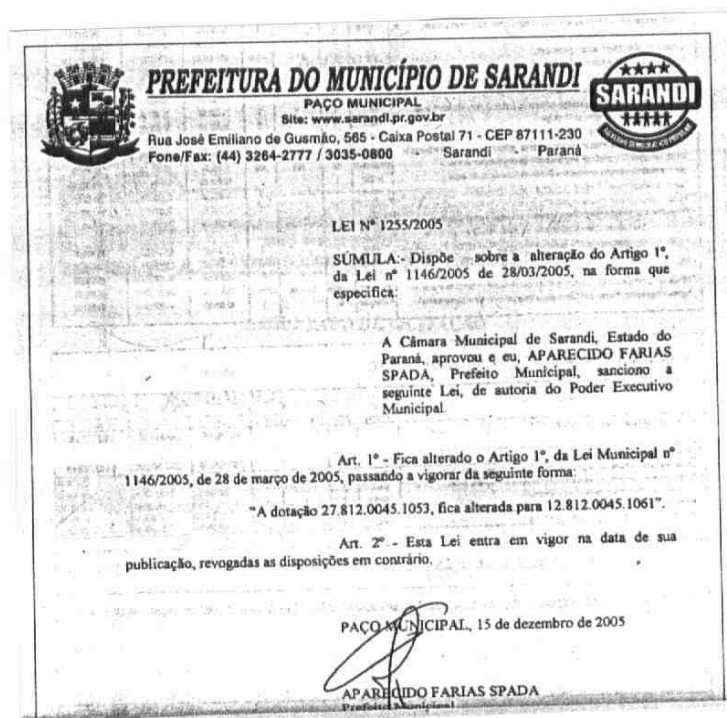 PREFEITURA DO MUNICÍPIO DE SARANDI
PAÇO MUNICIPAL
Site: www.sarandi.pr.gov.br
Rua José Emiliano de Gusmão, 565 - Caixa Postal 71 - CEP 87111-230
Fone/Fax: (44) 3264-2777 / 3035-0800 - Sarandi - Paraná
SARANDI
LEI Nº 1255/2005
SÚMULA:- Dispõe sobre a alteração do Artigo 1º,
da Lei nº 1146/2005 de 28/03/2005, na forma que
especifica:
A Câmara Municipal de Sarandi, Estado do
Paraná, aprovou e eu, APARECIDO FARIAS
SPADA, Prefeito Municipal, sanciono a
seguinte Lei, de autoria do Poder Executivo
Municipal.
Art. 1º - Fica alterado o Artigo 1º, da Lei Municipal nº
1146/2005, de 28 de março de 2005, passando a vigorar da seguinte forma:
"A dotação 27.812.0045.1053, fica alterada para 12.812.0045.1061".
Art. 2º - Esta Lei entra em vigor na data de sua
publicação, revogadas as disposições em contrário.
PAÇO MUNICIPAL, 15 de dezembro de 2005
APARECIDO FARIAS SPADA
Prefeito Municipal